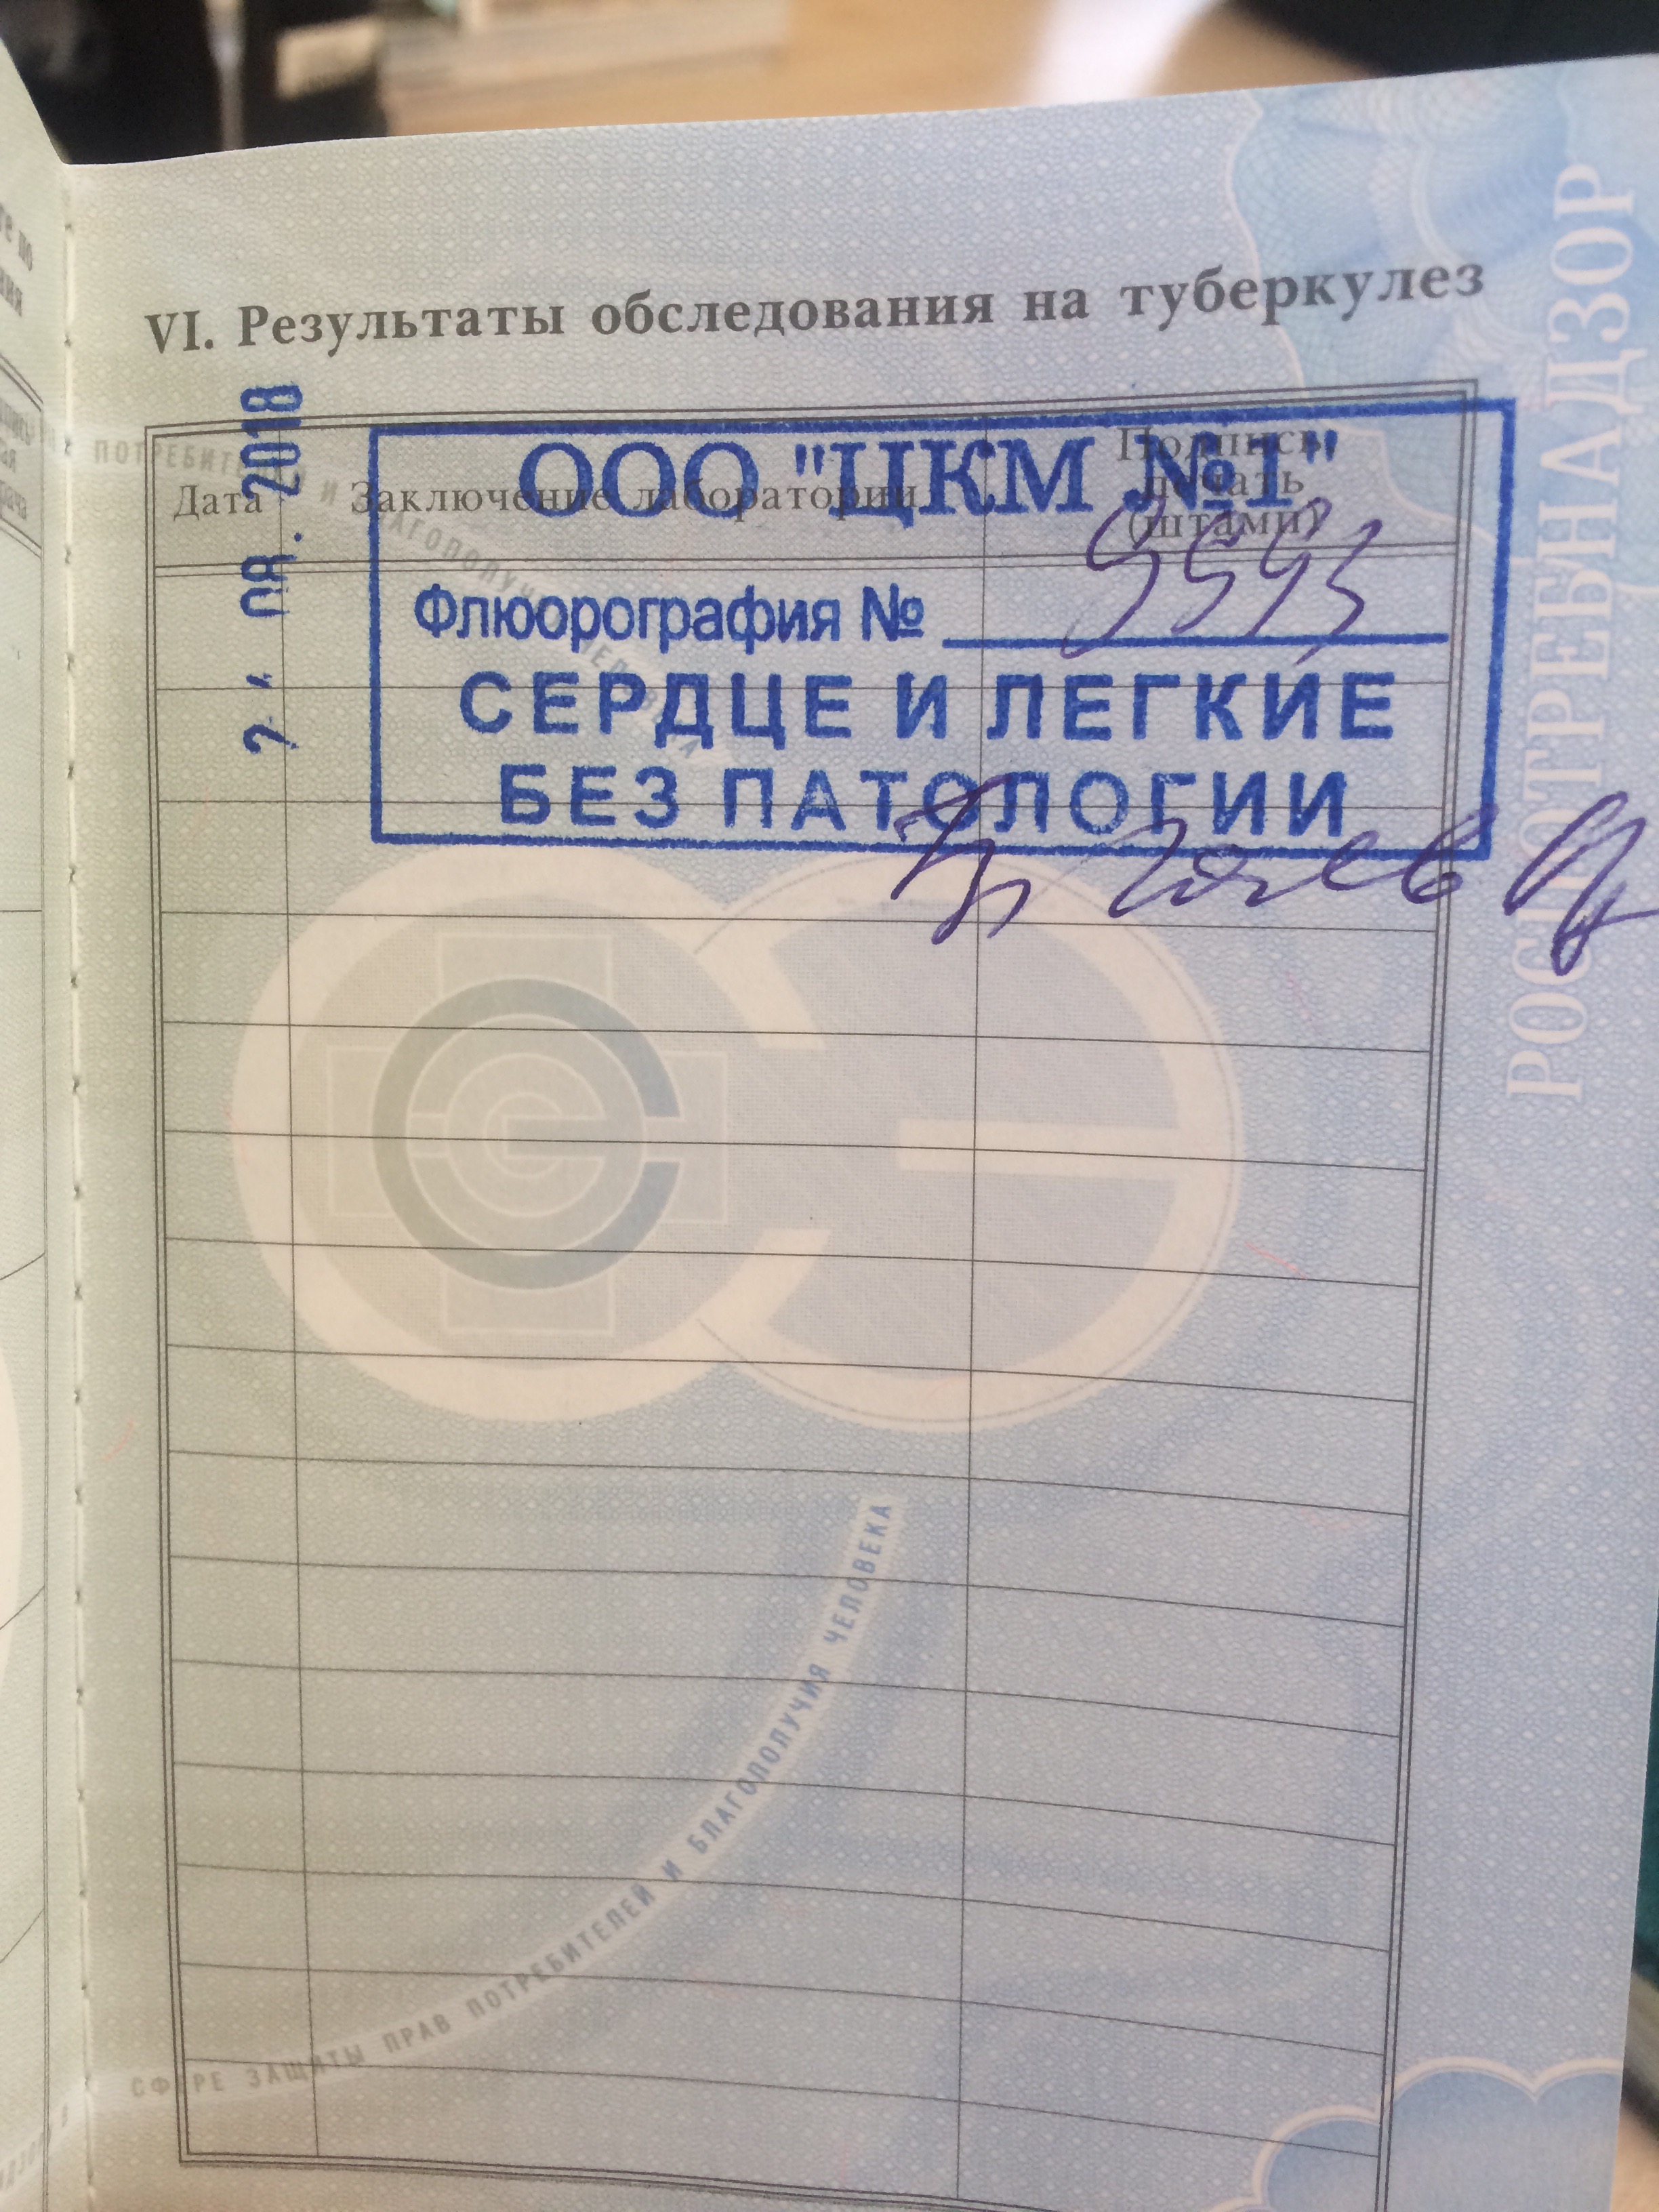 VI. Результаты обследования на туберкулез
Дата
Заключение лаборатории
Подпись
печать
(штамп)
2018
ООО "ЦКМ №1"
Флюорография №
СЕРДЦЕ И ЛЕГКИЕ
БЕЗ ПАТОЛОГИИ
РОСПОТРЕБНАДЗОР
СФЕРЕ ЗАЩИТЫ ПРАВ ПОТРЕБИТЕЛЕЙ И БЛАГОПОЛУЧИЯ ЧЕЛОВЕКА